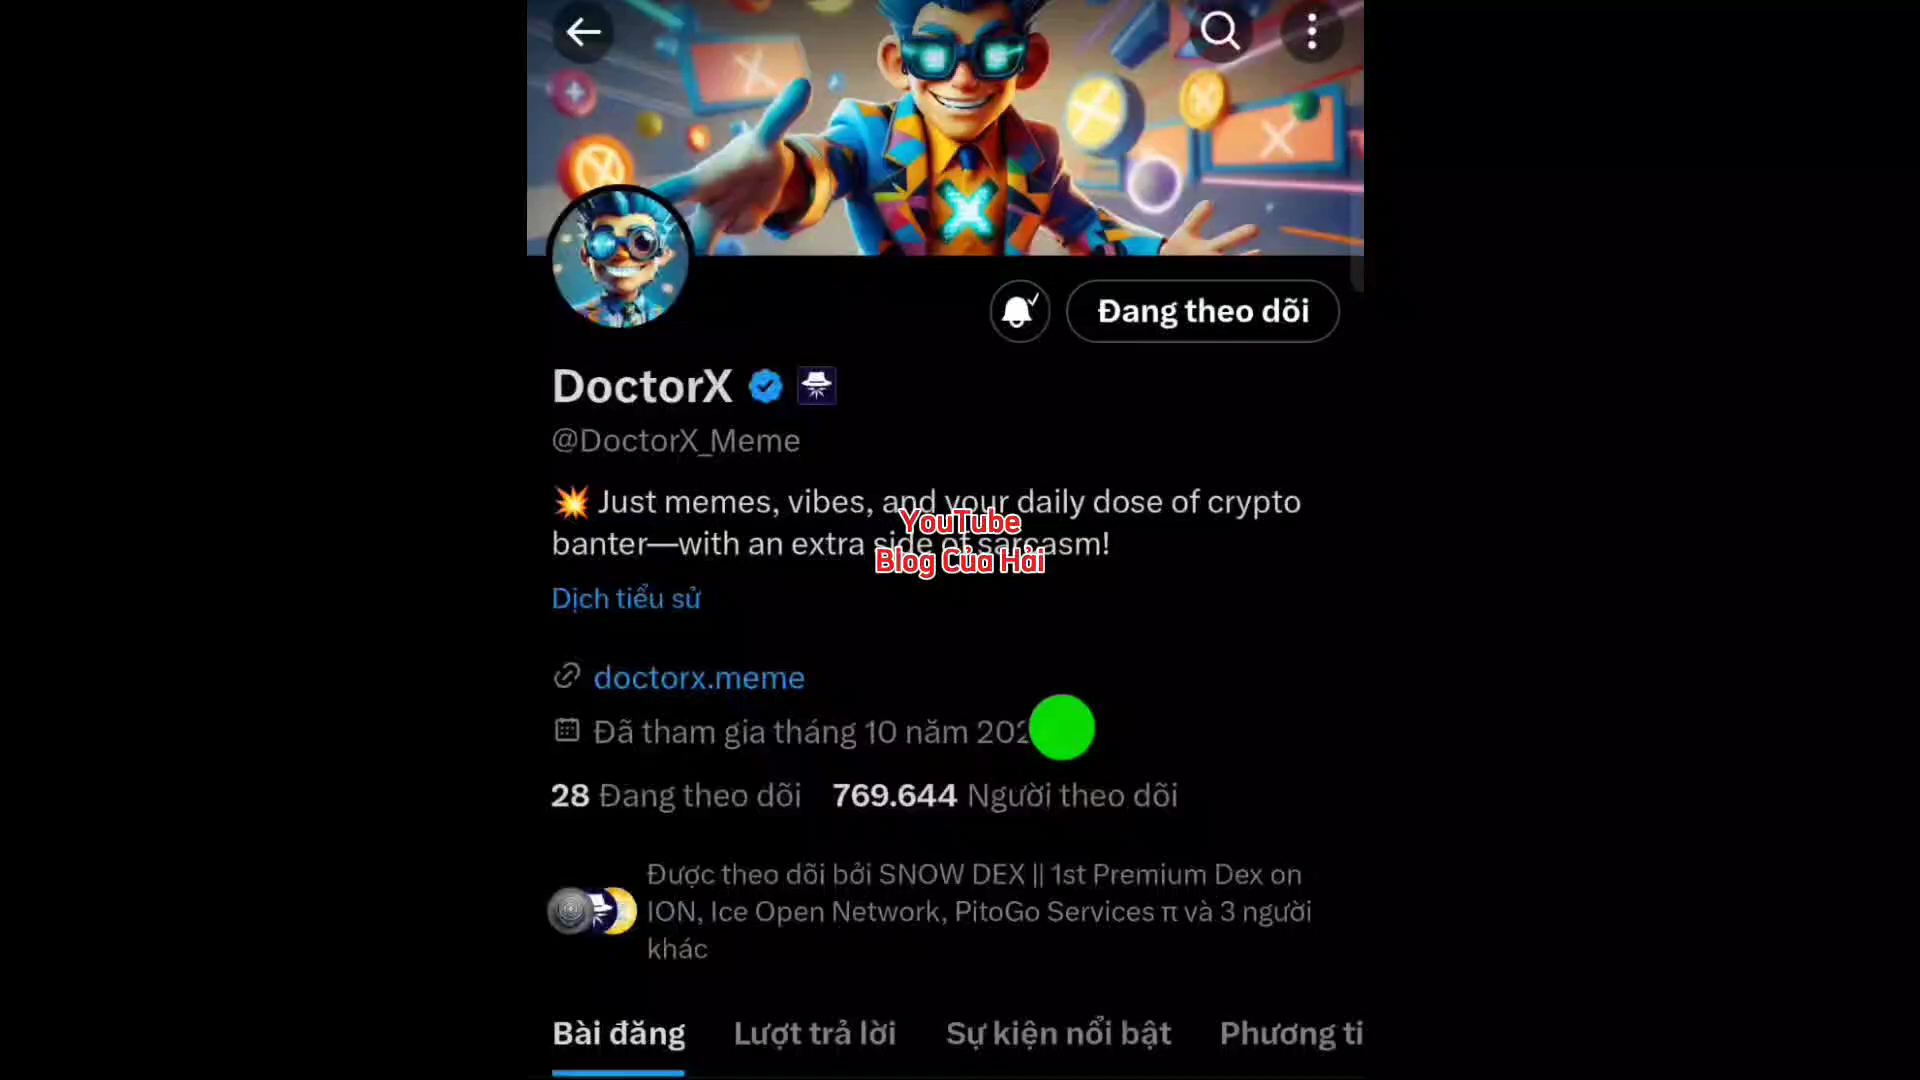 Đang theo dõi
DoctorX
@DoctorX_Meme
💥 Just memes, vibes, and your daily dose of crypto
banter—with an extra side of sarcasm!
YouTube
Blog Của Hải
Dịch tiểu sử
doctorx.meme
Đã tham gia tháng 10 năm
28 Đang theo dõi 769.644 Người theo dõi
Được theo dõi bởi SNOW DEX || 1st Premium Dex on
ION, Ice Open Network, PitoGo Services π và 3 người
khác
Bài đăng Lượt trả lời Sự kiện nổi bật Phương ti